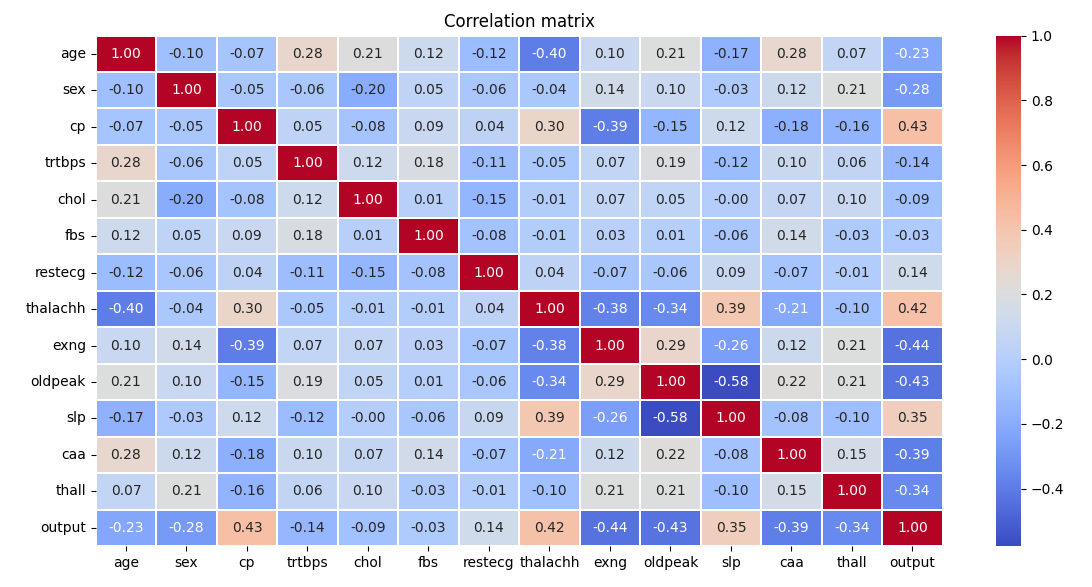 Correlation matrix
age 1.00 -0.10 -0.07 0.28 0.21 0.12 -0.12 -0.40 0.10 0.21 -0.17 0.28 0.07 -0.23
sex -0.10 1.00 -0.05 -0.06 -0.20 0.05 -0.06 -0.04 0.14 0.10 -0.03 0.12 0.21 -0.28
cp -0.07 -0.05 1.00 0.05 -0.08 0.09 0.04 0.30 -0.39 -0.15 0.12 -0.18 -0.16 0.43
trtbps 0.28 -0.06 0.05 1.00 0.12 0.18 -0.11 -0.05 0.07 0.19 -0.12 0.10 0.06 -0.14
chol 0.21 -0.20 -0.08 0.12 1.00 0.01 -0.15 -0.01 0.07 0.05 -0.00 0.07 0.10 -0.09
fbs 0.12 0.05 0.09 0.18 0.01 1.00 -0.08 -0.01 0.03 0.01 -0.06 0.14 -0.03 -0.03
restecg -0.12 -0.06 0.04 -0.11 -0.15 -0.08 1.00 0.04 -0.07 -0.06 0.09 -0.07 -0.01 0.14
thalachh -0.40 -0.04 0.30 -0.05 -0.01 -0.01 0.04 1.00 -0.38 -0.34 0.39 -0.21 -0.10 0.42
exng 0.10 0.14 -0.39 0.07 0.07 0.03 -0.07 -0.38 1.00 0.29 -0.26 0.12 0.21 -0.44
oldpeak 0.21 0.10 -0.15 0.19 0.05 0.01 -0.06 -0.34 0.29 1.00 -0.58 0.22 0.21 -0.43
slp -0.17 -0.03 0.12 -0.12 -0.00 -0.06 0.09 0.39 -0.26 -0.58 1.00 -0.08 -0.10 0.35
caa 0.28 0.12 -0.18 0.10 0.07 0.14 -0.07 -0.21 0.12 0.22 -0.08 1.00 0.15 -0.39
thall 0.07 0.21 -0.16 0.06 0.10 -0.03 -0.01 -0.10 0.21 0.21 -0.10 0.15 1.00 -0.34
output -0.23 -0.28 0.43 -0.14 -0.09 -0.03 0.14 0.42 -0.44 -0.43 0.35 -0.39 -0.34 1.00
age sex cp trtbps chol fbs restecg thalachh exng oldpeak slp caa thall output
1.0
0.8
0.6
0.4
0.2
0.0
−0.2
−0.4